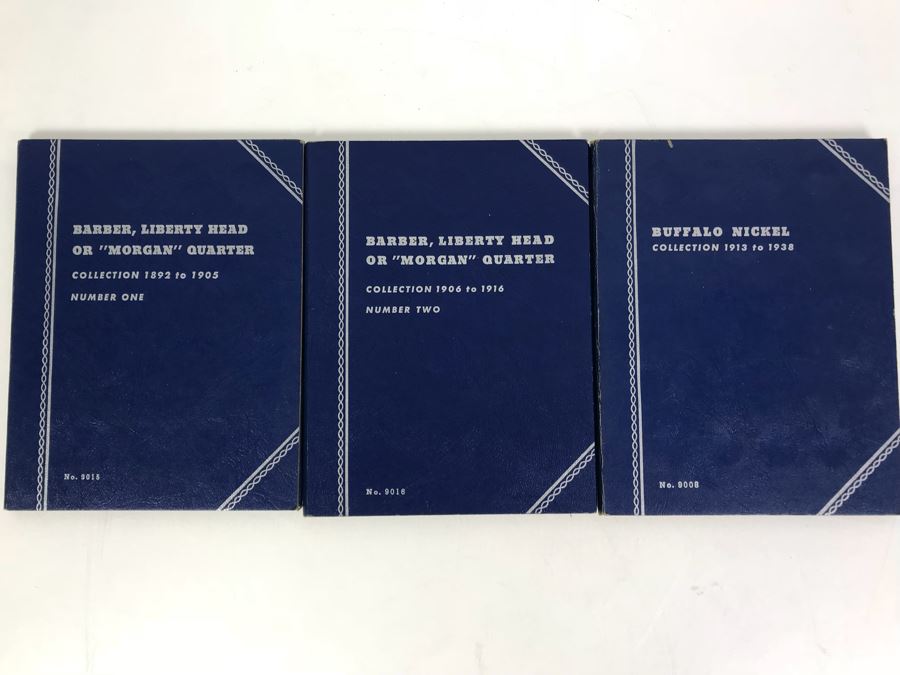 BARBER, LIBERTY HEAD
OR "MORGAN" QUARTER
COLLECTION 1892 to 1905
NUMBER ONE
No. 9015
BARBER, LIBERTY HEAD
OR "MORGAN" QUARTER
COLLECTION 1906 to 1916
NUMBER TWO
No. 9016
BUFFALO NICKEL
COLLECTION 1913 to 1938
No. 9008